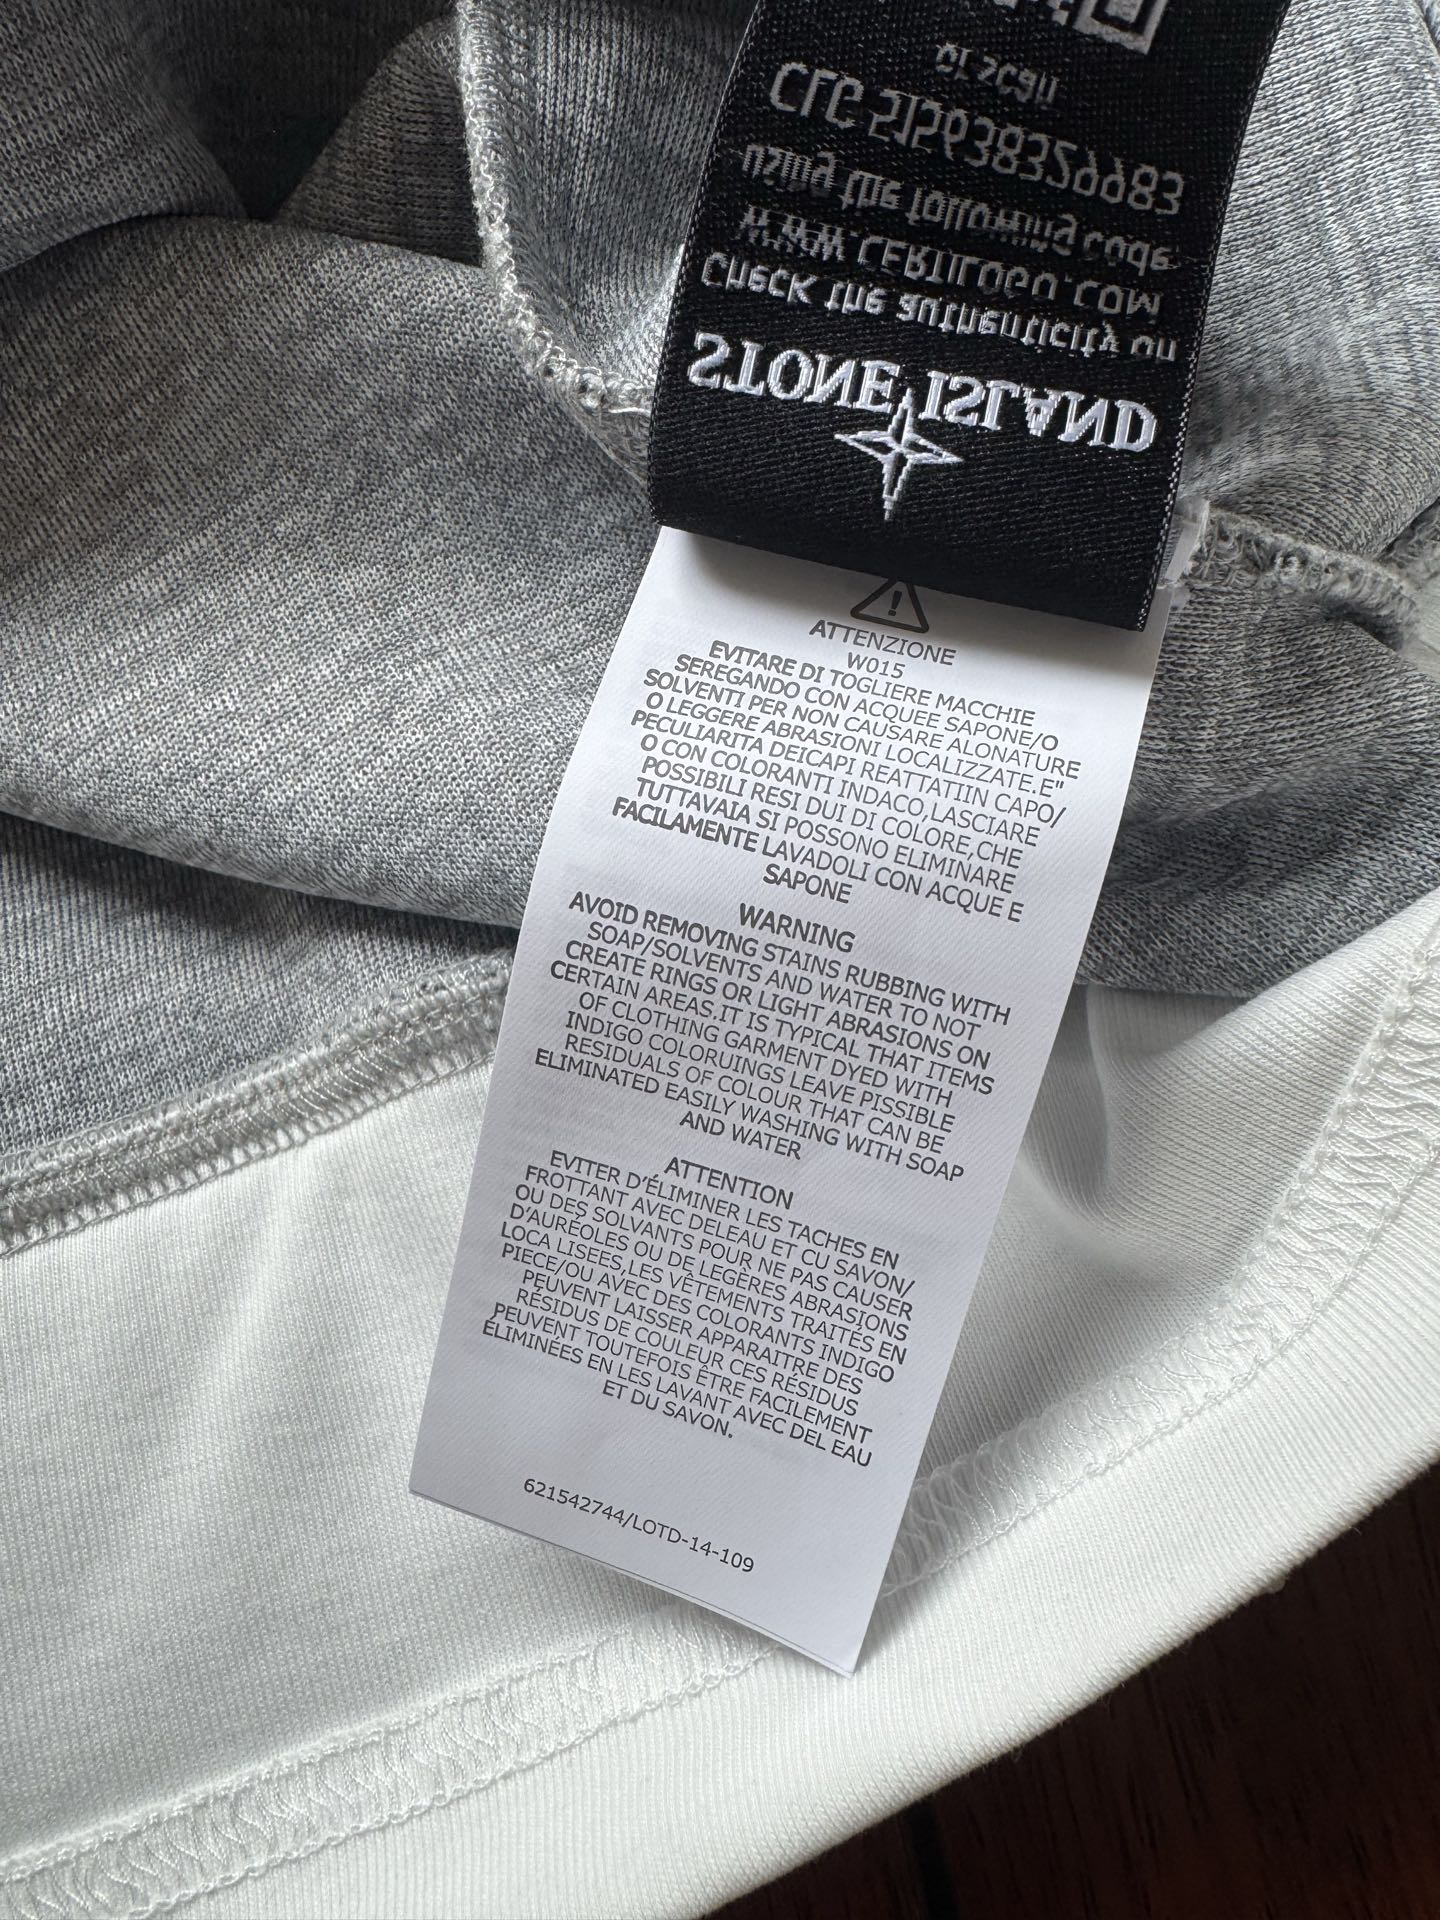 STONE ISLAND
Check the authenticity on
WWW.CERTILOGO.COM
using the following code
CLG 515638329983
or scan
ATTENZIONE
W015
EVITARE DI TOGLIERE MACCHIE
SEREGANDO CON ACQUEE SAPONE/O
SOLVENTI PER NON CAUSARE ALONATURE
O LEGGERE ABRASIONI LOCALIZZATE.E"
PECULIARITA DEICAPI REATTATIIN CAPO/
O CON COLORANTI INDACO,LASCIARE
POSSIBILI RESI DUI DI COLORE,CHE
TUTTAVAIA SI POSSONO ELIMINARE
FACILAMENTE LAVADOLI CON ACQUE E
SAPONE
WARNING
AVOID REMOVING STAINS RUBBING WITH
SOAP/SOLVENTS AND WATER TO NOT
CREATE RINGS OR LIGHT ABRASIONS ON
CERTAIN AREAS.IT IS TYPICAL THAT ITEMS
OF CLOTHING GARMENT DYED WITH
INDIGO COLORUINGS LEAVE PISSIBLE
RESIDUALS OF COLOUR THAT CAN BE
ELIMINATED EASILY WASHING WITH SOAP
AND WATER
ATTENTION
EVITER D'ÉLIMINER LES TACHES EN
FROTTANT AVEC DELEAU ET CU SAVON/
OU DES SOLVANTS POUR NE PAS CAUSER
D'AURÉOLES OU DE LEGÈRES ABRASIONS
LOCA LISEES,LES VÊTEMENTS TRAITÉS EN
PIECE/OU AVEC DES COLORANTS INDIGO
PEUVENT LAISSER APPARAITRE DES
RÉSIDUS DE COULEUR CES RÉSIDUS
PEUVENT TOUTEFOIS ÊTRE FACILEMENT
ÉLIMINÉES EN LES LAVANT AVEC DEL EAU
ET DU SAVON.
621542744/LOTD-14-109